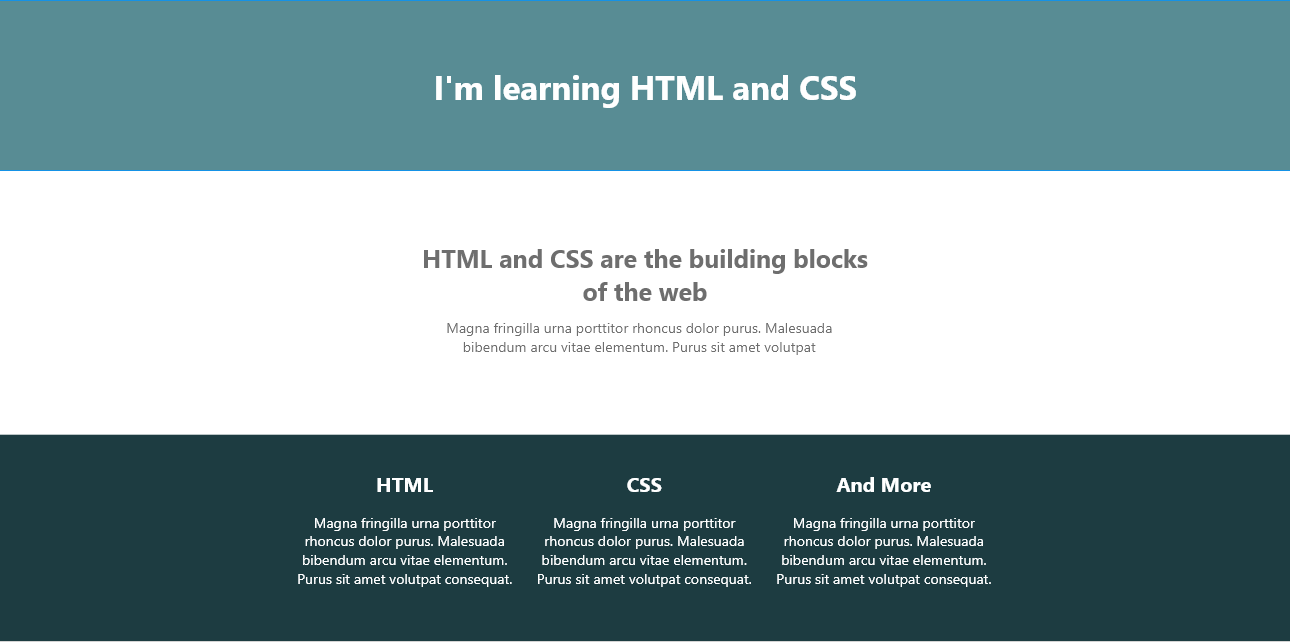 I'm learning HTML and CSS
HTML and CSS are the building blocks
of the web
Magna fringilla urna porttitor rhoncus dolor purus. Malesuada
bibendum arcu vitae elementum. Purus sit amet volutpat
HTML
Magna fringilla urna porttitor
rhoncus dolor purus. Malesuada
bibendum arcu vitae elementum.
Purus sit amet volutpat consequat.
CSS
Magna fringilla urna porttitor
rhoncus dolor purus. Malesuada
bibendum arcu vitae elementum.
Purus sit amet volutpat consequat.
And More
Magna fringilla urna porttitor
rhoncus dolor purus. Malesuada
bibendum arcu vitae elementum.
Purus sit amet volutpat consequat.